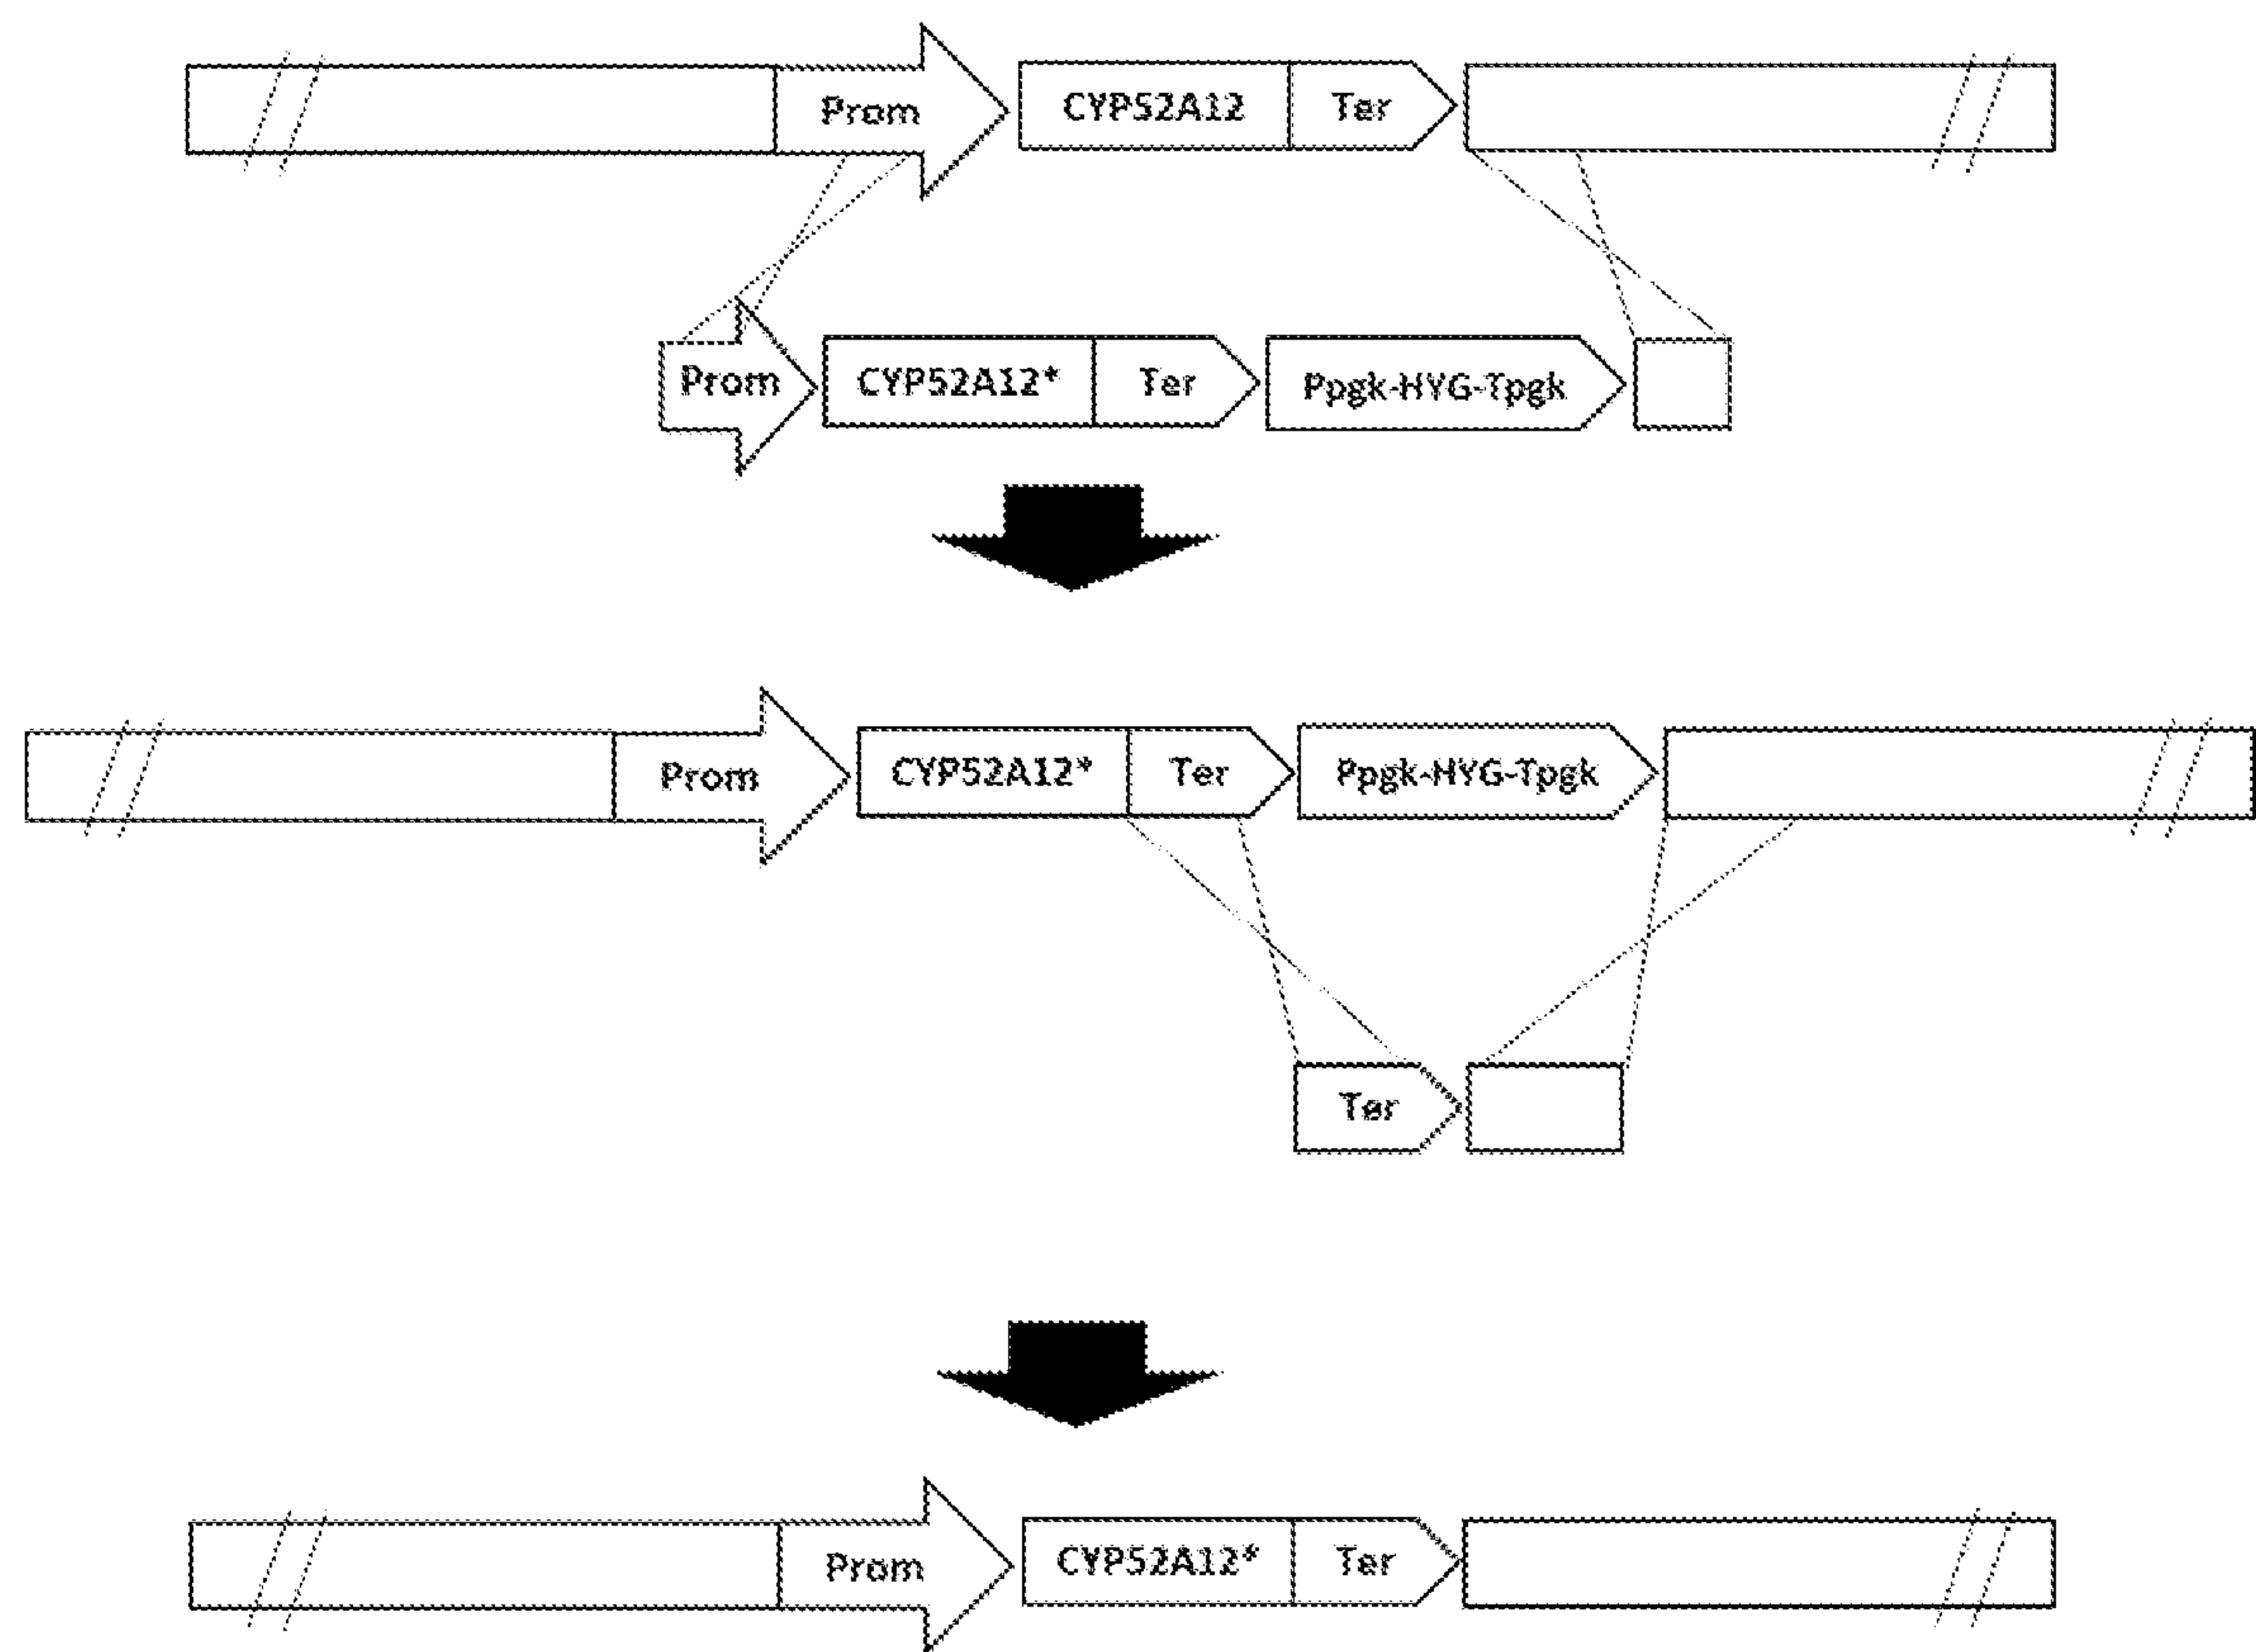 Prom CYP52A12 Ter
Prom CYP52A12* Ter Ppgk-HYG-Tpgk
Prom CYP52A12* Ter Ppgk-HYG-Tpgk
Ter
Prom CYP52A12* Ter